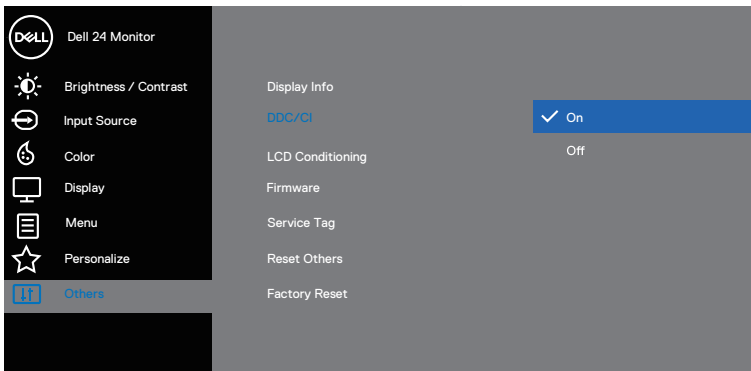 DELL
Dell 24 Monitor
Brightness / Contrast
Input Source
Color
Display
Menu
Personalize
Others
Display Info
DDC/CI
LCD Conditioning
Firmware
Service Tag
Reset Others
Factory Reset
On
Off